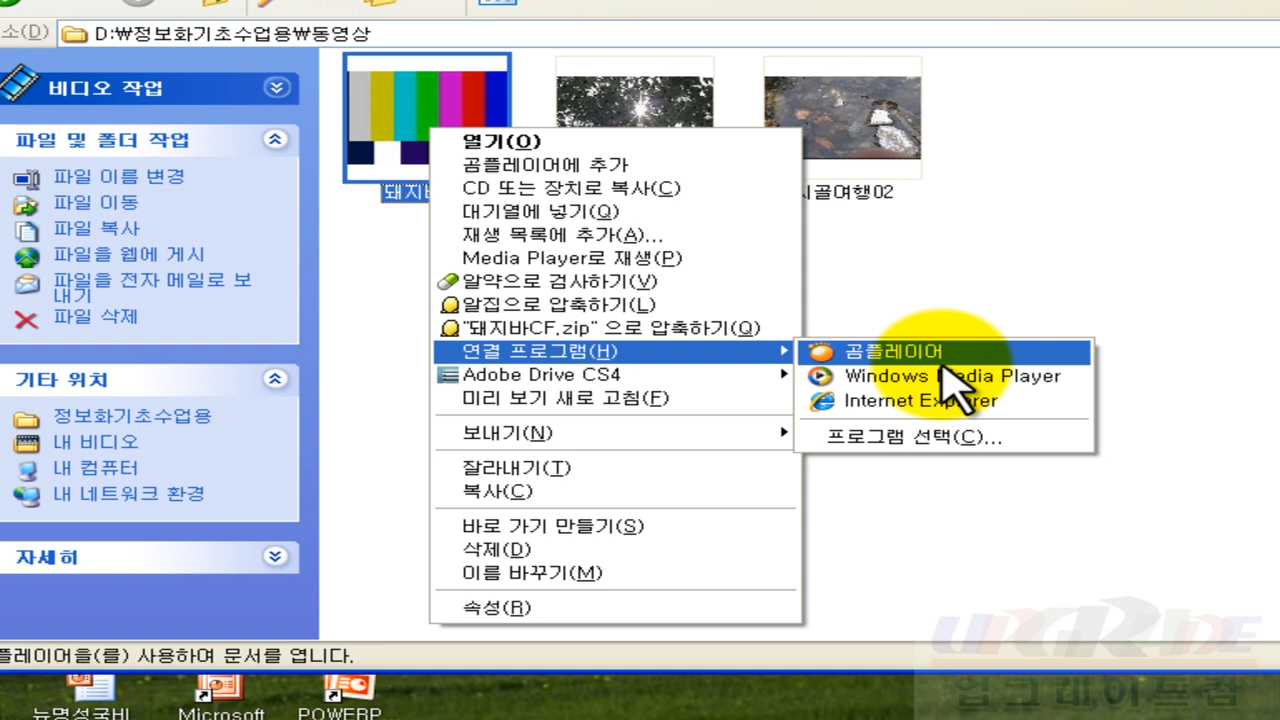 소(D)
D:₩정보화기초수업용₩동영상
비디오 작업
파일 및 폴더 작업
파일 이름 변경
파일 이동
파일 복사
파일을 웹에 게시
파일을 전자 메일로 보
내기
파일 삭제
기타 위치
정보화기초수업용
내 비디오
내 컴퓨터
내 네트워크 환경
자세히
돼지바
시골여행02
열기(O)
곰플레이어에 추가
CD 또는 장치로 복사(C)
대기열에 넣기(Q)
재생 목록에 추가(A)...
Media Player로 재생(P)
알약으로 검사하기(V)
알집으로 압축하기(L)
"돼지바CF.zip" 으로 압축하기(Q)
연결 프로그램(H)
Adobe Drive CS4
미리 보기 새로 고침(F)
보내기(N)
잘라내기(T)
복사(C)
바로 가기 만들기(S)
삭제(D)
이름 바꾸기(M)
속성(R)
곰플레이어
Windows Media Player
Internet Explorer
프로그램 선택(C)...
플레이어을(를) 사용하여 문서를 엽니다.
뉴명성굿비...
Microsoft
POWERP...
업그레이드컴